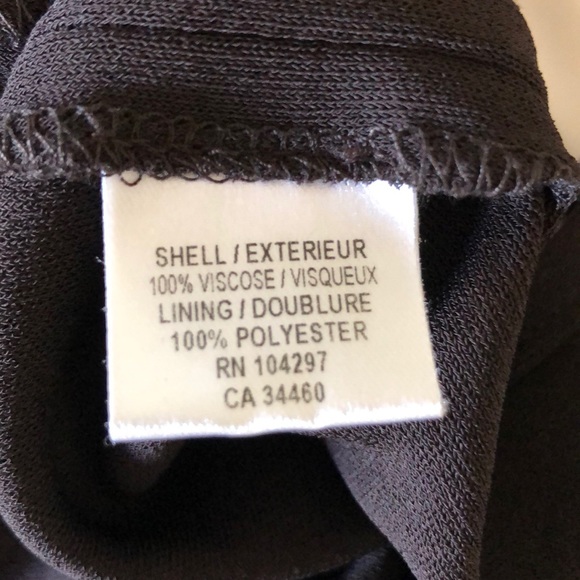 SHELL / EXTERIEUR
100% VISCOSE / VISQUEUX
LINING / DOUBLURE
100% POLYESTER
RN 104297
CA 34460